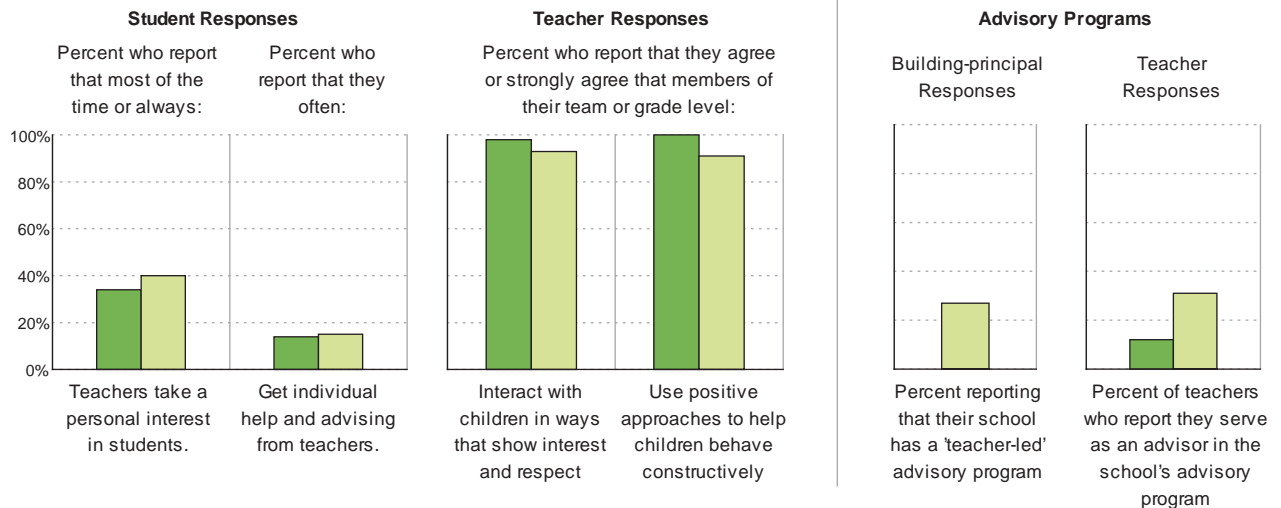 Student Responses
Percent who report
that most of the
time or always:
Percent who
report that they
often:
100%
80%
60%
40%
20%
0%
Teachers take a
personal interest
in students.
Get individual
help and advising
from teachers.
Teacher Responses
Percent who report that they agree
or strongly agree that members of
their team or grade level:
Interact with
children in ways
that show interest
and respect
Use positive
approaches to help
children behave
constructively
Advisory Programs
Building-principal
Responses
Teacher
Responses
Percent reporting
that their school
has a 'teacher-led'
advisory program
Percent of teachers
who report they serve
as an advisor in the
school's advisory
program